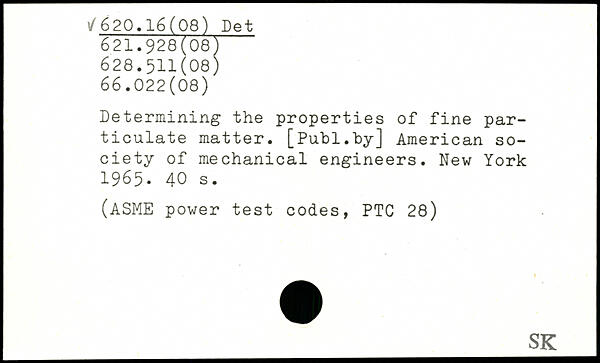 √620.16(08) Det
621.928(08)
628.511(08)
66.022(08)
Determining the properties of fine par-
ticulate matter. [Publ.by] American so-
ciety of mechanical engineers. New York
1965. 40 s.
(ASME power test codes, PTC 28)
SK